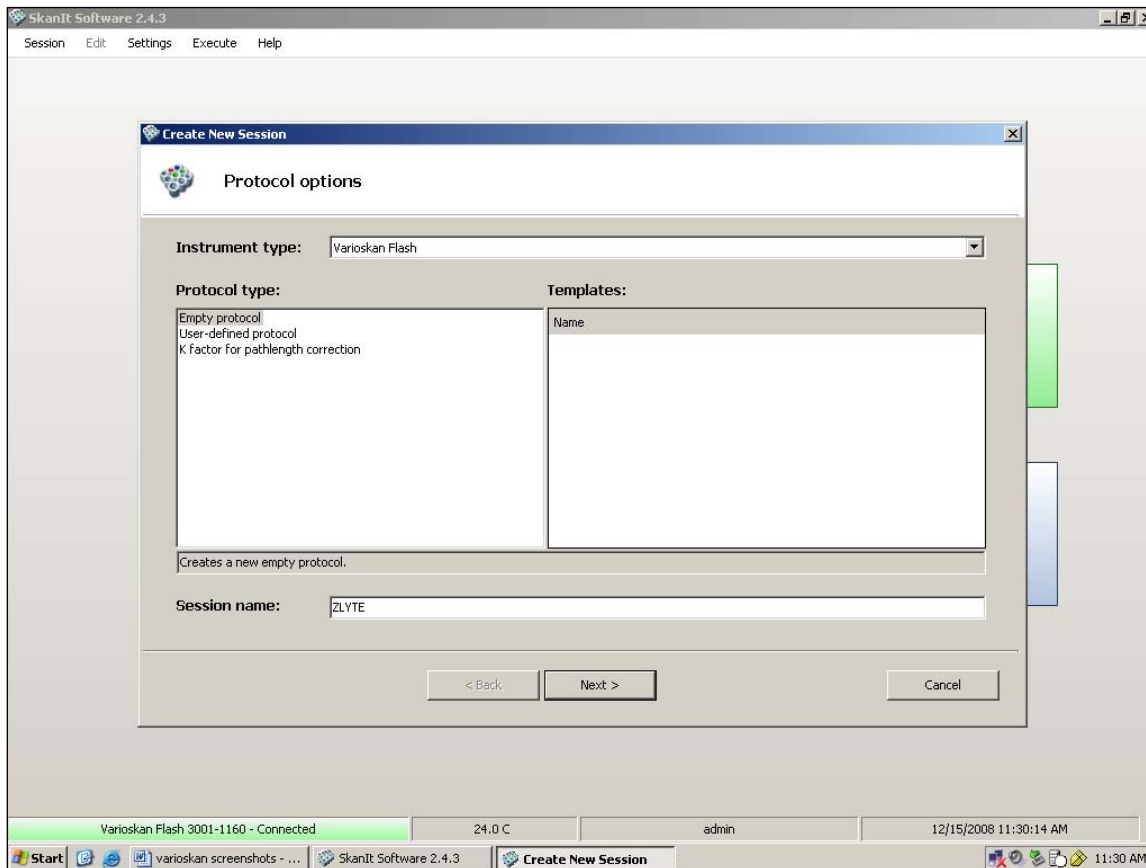 SkanIt Software 2.4.3
Session Edit Settings Execute Help
Create New Session
Protocol options
Instrument type: Varioskan Flash
Protocol type: Templates:
Empty protocol
User-defined protocol
K factor for pathlength correction
Name
Creates a new empty protocol.
Session name: ZLYTE
< Back Next > Cancel
Varioskan Flash 3001-1160 - Connected 24.0 C admin 12/15/2008 11:30:14 AM
Start varioskan screenshots - ... SkanIt Software 2.4.3 Create New Session 11:30 AM